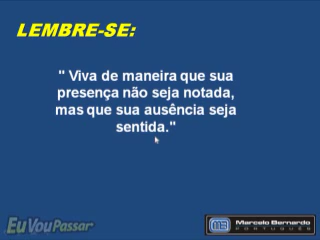 LEMBRE-SE:
" Viva de maneira que sua
presença não seja notada,
mas que sua ausência seja
sentida."
EuVouPassar
MB Marcelo Bernardo
PORTUGUÊS